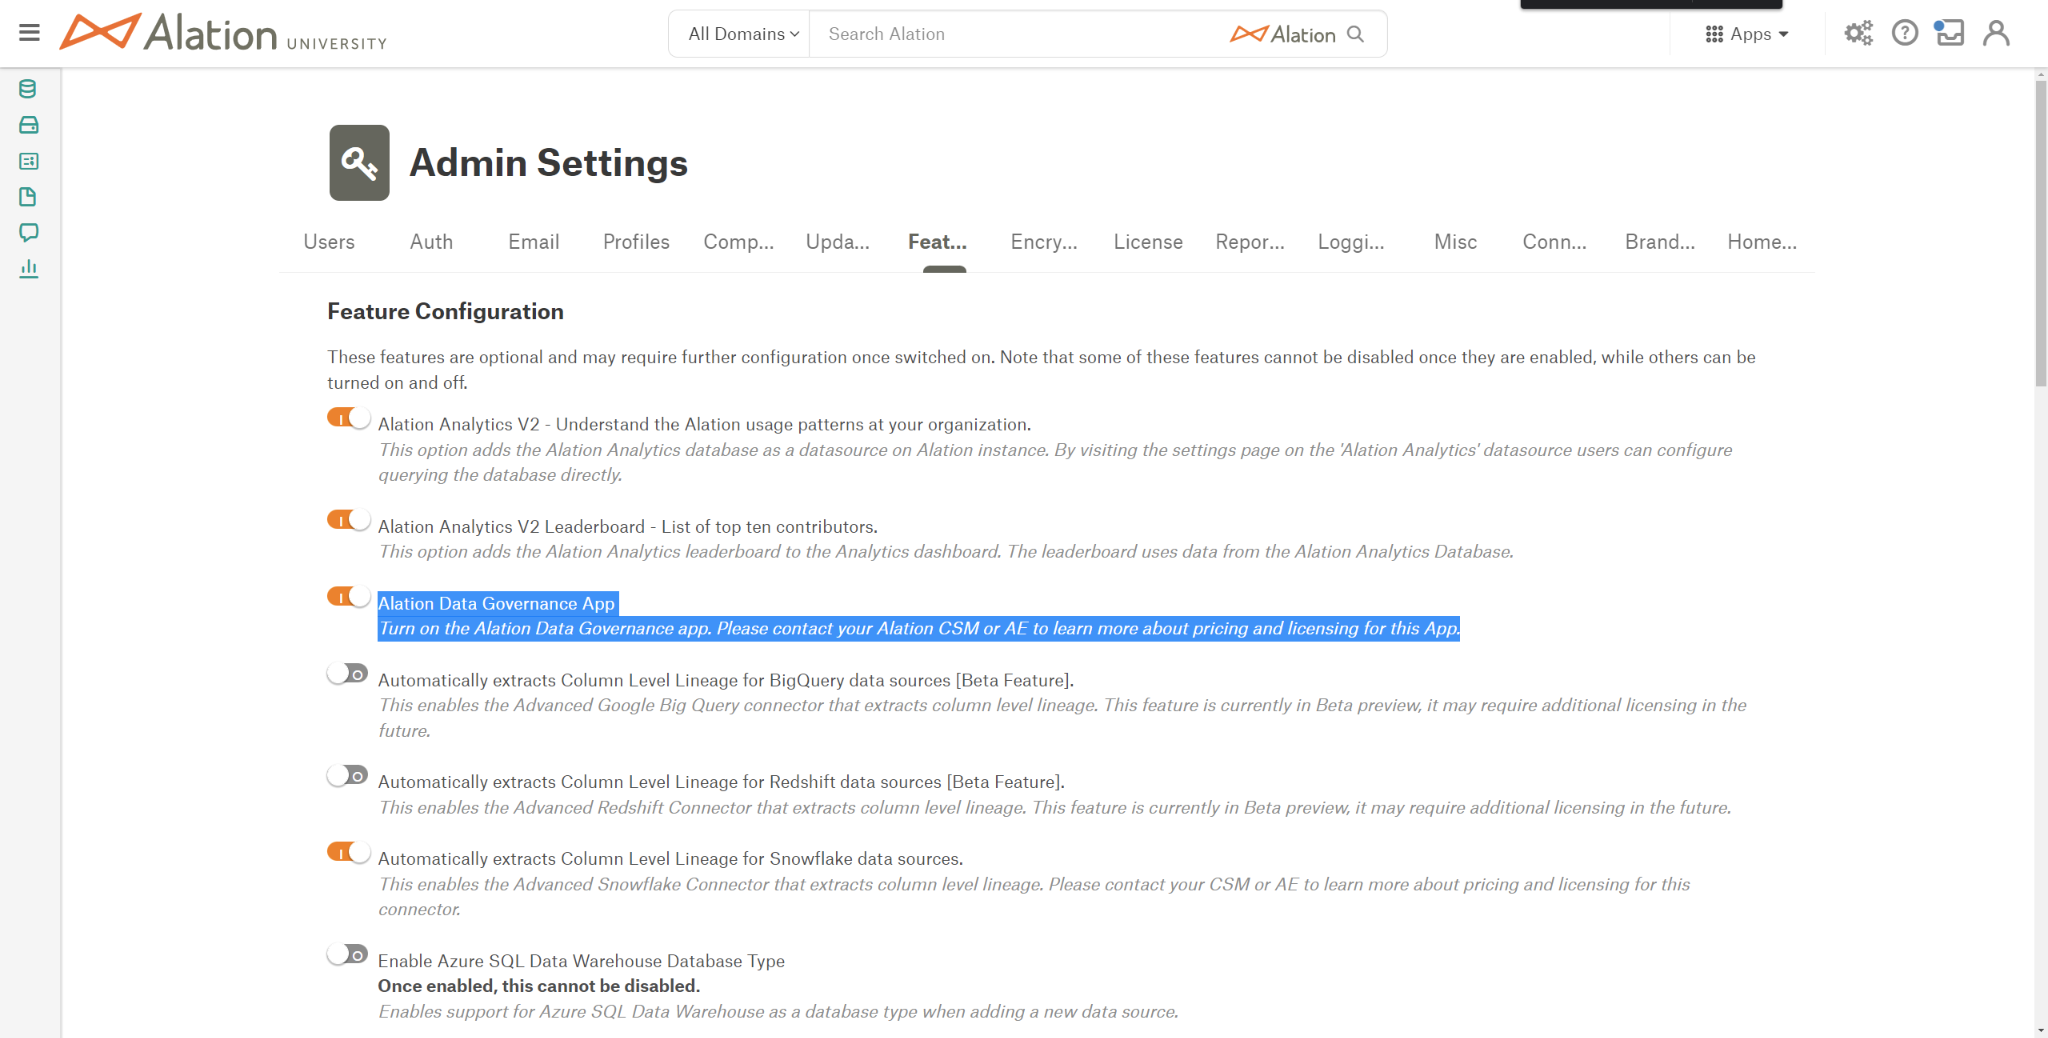 Alation UNIVERSITY
All Domains
Search Alation
Alation
Apps
Admin Settings
Users Auth Email Profiles Comp... Upda... Feat... Encry... License Repor... Loggi... Misc Conn... Brand... Home...
Feature Configuration
These features are optional and may require further configuration once switched on. Note that some of these features cannot be disabled once they are enabled, while others can be
turned on and off.
Alation Analytics V2 - Understand the Alation usage patterns at your organization.
This option adds the Alation Analytics database as a datasource on Alation instance. By visiting the settings page on the 'Alation Analytics' datasource users can configure
querying the database directly.
Alation Analytics V2 Leaderboard - List of top ten contributors.
This option adds the Alation Analytics leaderboard to the Analytics dashboard. The leaderboard uses data from the Alation Analytics Database.
Alation Data Governance App
Turn on the Alation Data Governance app. Please contact your Alation CSM or AE to learn more about pricing and licensing for this App.
Automatically extracts Column Level Lineage for BigQuery data sources [Beta Feature].
This enables the Advanced Google Big Query connector that extracts column level lineage. This feature is currently in Beta preview, it may require additional licensing in the
future.
Automatically extracts Column Level Lineage for Redshift data sources [Beta Feature].
This enables the Advanced Redshift Connector that extracts column level lineage. This feature is currently in Beta preview, it may require additional licensing in the future.
Automatically extracts Column Level Lineage for Snowflake data sources.
This enables the Advanced Snowflake Connector that extracts column level lineage. Please contact your CSM or AE to learn more about pricing and licensing for this
connector.
Enable Azure SQL Data Warehouse Database Type
Once enabled, this cannot be disabled.
Enables support for Azure SQL Data Warehouse as a database type when adding a new data source.